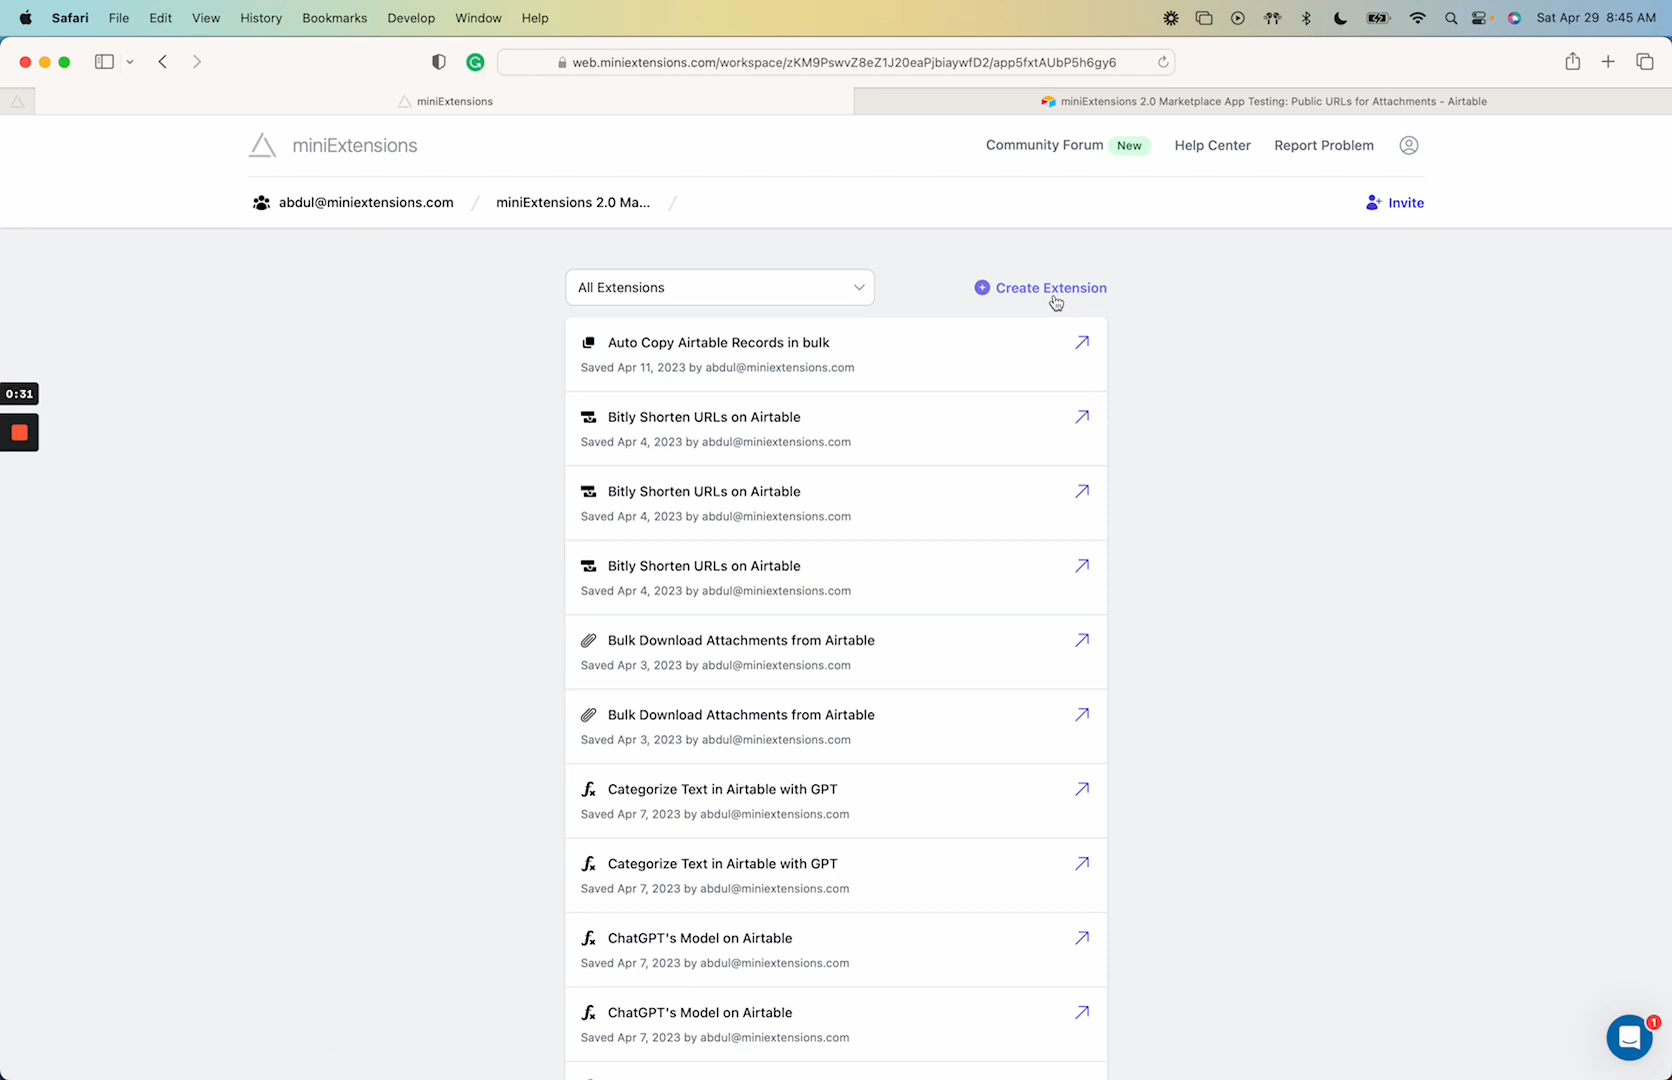 Safari File Edit View History Bookmarks Develop Window Help Sat Apr 29 8:45 AM
web.miniextensions.com/workspace/zKM9PswvZ8eZ1J20eaPjbiaywfD2/app5fxtAUbP5h6gy6
miniExtensions
miniExtensions 2.0 Marketplace App Testing: Public URLs for Attachments - Airtable
miniExtensions
Community Forum New Help Center Report Problem
abdul@miniextensions.com / miniExtensions 2.0 Ma... /
Invite
All Extensions
Create Extension
Auto Copy Airtable Records in bulk
Saved Apr 11, 2023 by abdul@miniextensions.com
0:31
Bitly Shorten URLs on Airtable
Saved Apr 4, 2023 by abdul@miniextensions.com
Bitly Shorten URLs on Airtable
Saved Apr 4, 2023 by abdul@miniextensions.com
Bitly Shorten URLs on Airtable
Saved Apr 4, 2023 by abdul@miniextensions.com
Bulk Download Attachments from Airtable
Saved Apr 3, 2023 by abdul@miniextensions.com
Bulk Download Attachments from Airtable
Saved Apr 3, 2023 by abdul@miniextensions.com
Categorize Text in Airtable with GPT
Saved Apr 7, 2023 by abdul@miniextensions.com
Categorize Text in Airtable with GPT
Saved Apr 7, 2023 by abdul@miniextensions.com
ChatGPT's Model on Airtable
Saved Apr 7, 2023 by abdul@miniextensions.com
ChatGPT's Model on Airtable
Saved Apr 7, 2023 by abdul@miniextensions.com
1